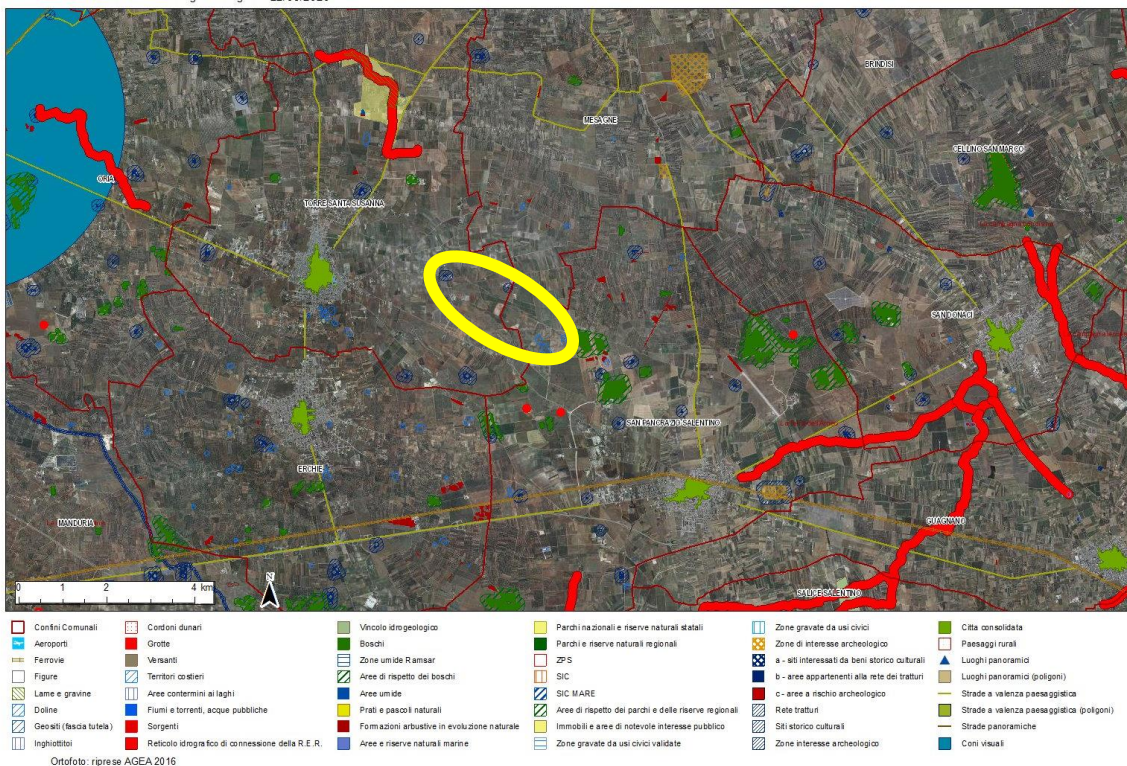 BRINDISI
MESAGNE
CELLINO SAN MARCO
ORIA
TORRE SANTA SUSANNA
SAN DONACI
SAN PANCRAZIO SALENTINO
ERCHIE
MANDURIA
GUAGNANO
SALICE SALENTINO
0 1 2 4 km
N
Confini Comunali
Aeroporti
Ferrovie
Figure
Lame e gravine
Doline
Geositi (fascia tutela)
Inghiottitoi
Cordoni dunari
Grotte
Versanti
Territori costieri
Aree contermini ai laghi
Fiumi e torrenti, acque pubbliche
Sorgenti
Reticolo idrografico di connessione della R.E.R.
Vincolo idrogeologico
Boschi
Zone umide Ramsar
Aree di rispetto dei boschi
Aree umide
Prati e pascoli naturali
Formazioni arbustive in evoluzione naturale
Aree e riserve naturali marine
Parchi nazionali e riserve naturali statali
Parchi e riserve naturali regionali
ZPS
SIC
SIC MARE
Aree di rispetto dei parchi e delle riserve regionali
Immobili e aree di notevole interesse pubblico
Zone gravate da usi civici validate
Zone gravate da usi civici
Zone di interesse archeologico
a - siti interessati da beni storico culturali
b - aree appartenenti alla rete dei tratturi
c - aree a rischio archeologico
Rete tratturi
Siti storico culturali
Zone interesse archeologico
Citta consolidata
Paesaggi rurali
Luoghi panoramici
Luoghi panoramici (poligoni)
Strade a valenza paesaggistica
Strade a valenza paesaggistica (poligoni)
Strade panoramiche
Coni visuali
Ortofoto: riprese AGEA 2016